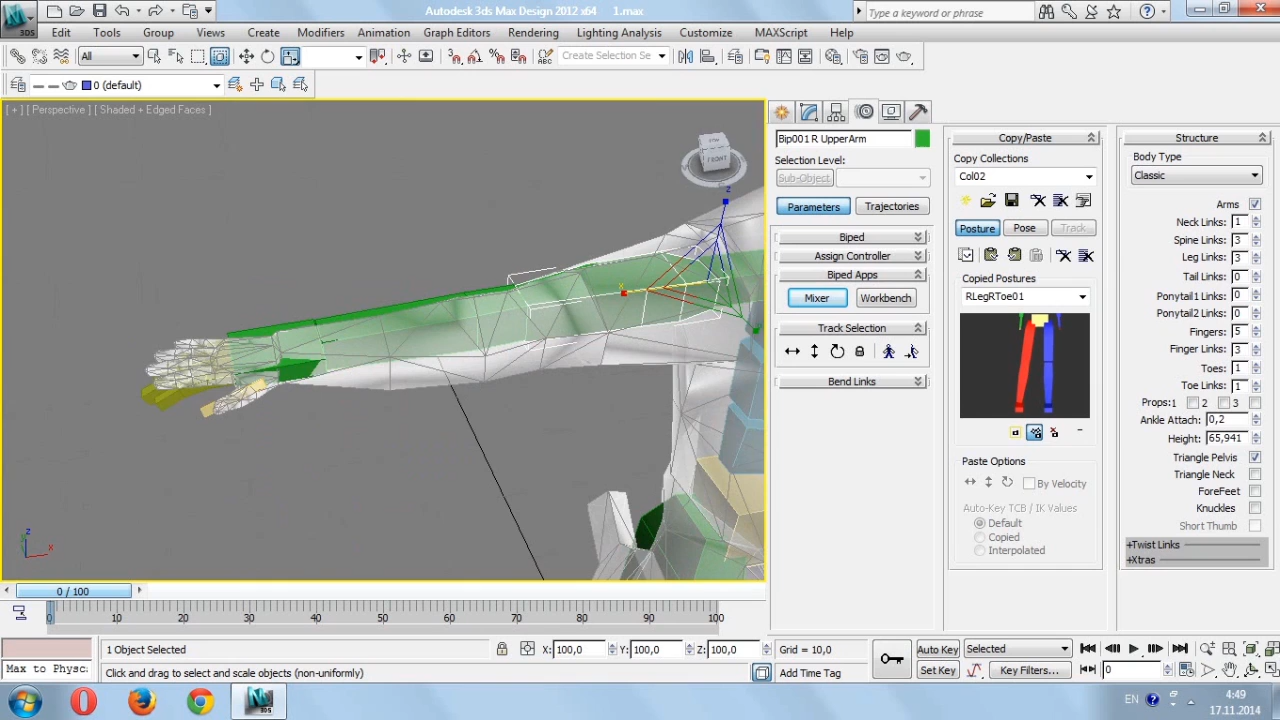 Autodesk 3ds Max Design 2012 x64 1.max
Type a keyword or phrase
3DS
Edit Tools Group Views Create Modifiers Animation Graph Editors Rendering Lighting Analysis Customize MAXScript Help
All
Create Selection Se
0 (default)
[ + ] [ Perspective ] [ Shaded + Edged Faces ]
FRONT
z
x
z
x
Bip001 R UpperArm
Selection Level:
Sub-Object
Parameters Trajectories
Biped
Assign Controller
Biped Apps
Mixer Workbench
Track Selection
Bend Links
Copy/Paste
Copy Collections
Col02
Posture Pose Track
Copied Postures
RLegRToe01
Paste Options
By Velocity
Auto-Key TCB / IK Values
Default
Copied
Interpolated
Structure
Body Type
Classic
Arms
Neck Links: 1
Spine Links: 3
Leg Links: 3
Tail Links: 0
Ponytail1 Links: 0
Ponytail2 Links: 0
Fingers: 5
Finger Links: 3
Toes: 1
Toe Links: 1
Props: 1 2 3
Ankle Attach: 0,2
Height: 65,941
Triangle Pelvis
Triangle Neck
ForeFeet
Knuckles
Short Thumb
+Twist Links
+Xtras
0 / 100
0 10 20 30 40 50 60 70 80 90 100
1 Object Selected
X: 100,0 Y: 100,0 Z: 100,0
Grid = 10,0
Auto Key Selected
Max to Physc
Click and drag to select and scale objects (non-uniformly)
Add Time Tag
Set Key Key Filters... 0
EN
4:49
17.11.2014